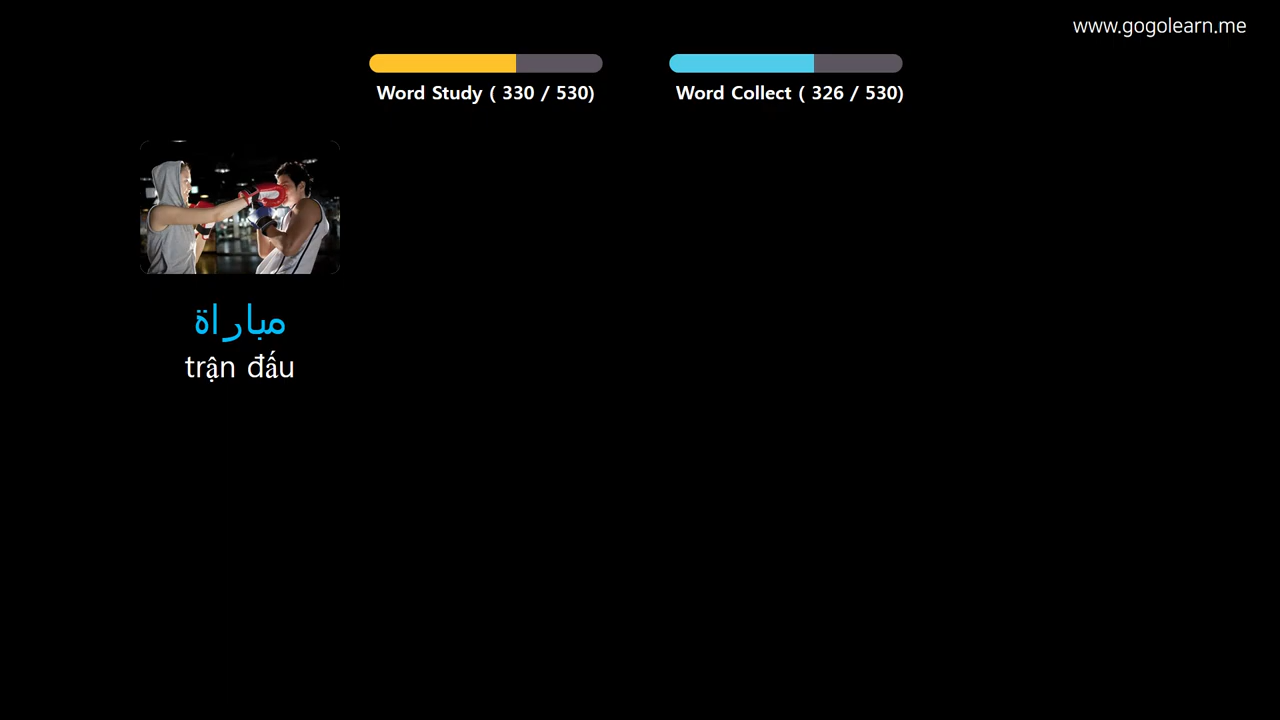 www.gogolearn.me
Word Study ( 330 / 530)
Word Collect ( 326 / 530)
مباراة
trận đấu